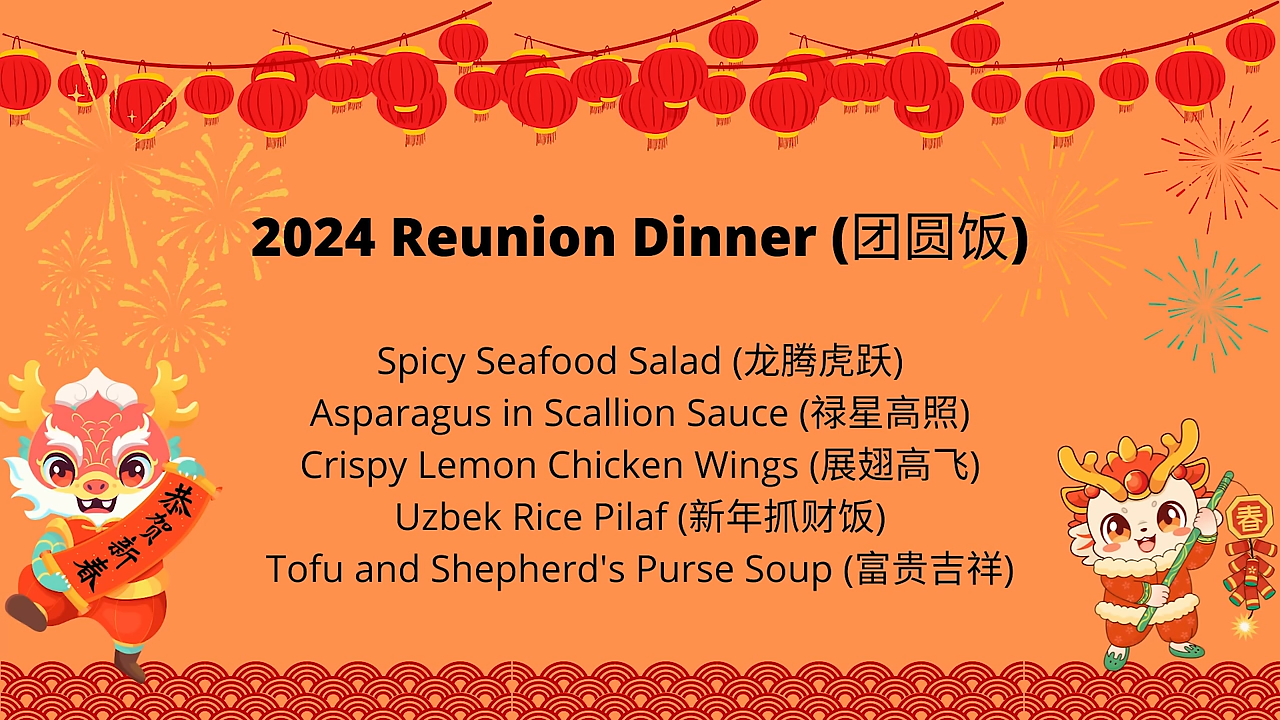 2024 Reunion Dinner (团圆饭)
Spicy Seafood Salad (龙腾虎跃)
Asparagus in Scallion Sauce (禄星高照)
Crispy Lemon Chicken Wings (展翅高飞)
Uzbek Rice Pilaf (新年抓财饭)
Tofu and Shepherd's Purse Soup (富贵吉祥)
恭贺新春
春